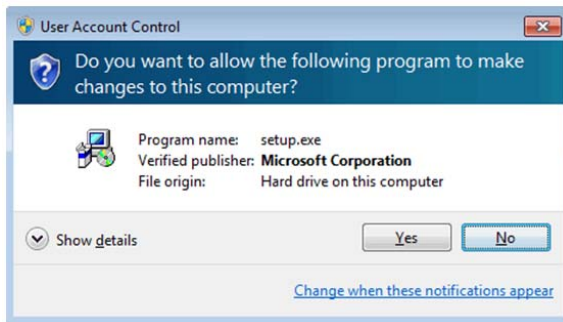 User Account Control
Do you want to allow the following program to make
changes to this computer?
Program name: setup.exe
Verified publisher: Microsoft Corporation
File origin: Hard drive on this computer
Show details
Yes
No
Change when these notifications appear